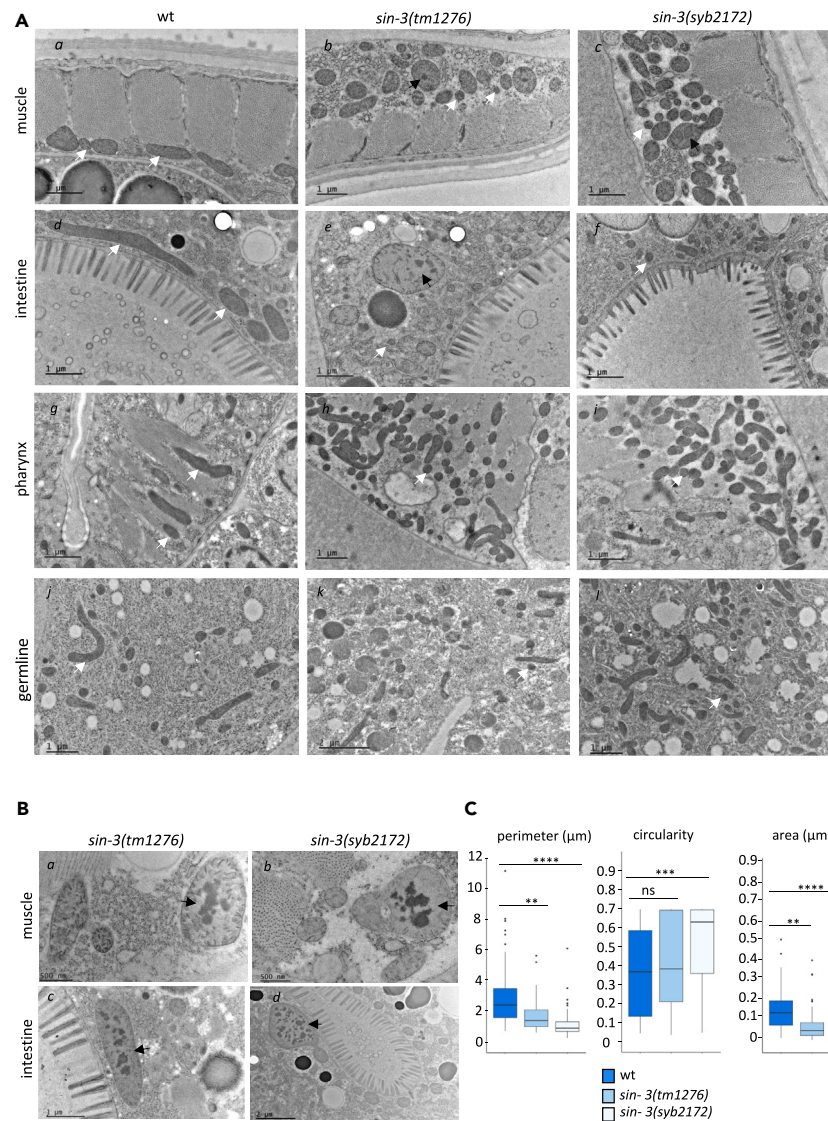 A
wt
sin-3(tm1276)
sin-3(syb2172)
muscle
a
1 μm
b
1 μm
c
1 μm
intestine
d
1 μm
e
1 μm
f
1 μm
pharynx
g
1 μm
h
1 μm
i
1 μm
germline
j
1 μm
k
1 μm
l
1 μm
B
sin-3(tm1276)
sin-3(syb2172)
muscle
a
500 nm
b
500 nm
intestine
c
1 μm
d
2 μm
C
perimeter (μm)
12
10
8
6
4
2
0
****
**
circularity
0.9
0.8
0.7
0.6
0.5
0.4
0.3
0.2
0.1
0
***
ns
area (μm
0.9
0.8
0.7
0.6
0.5
0.4
0.3
0.2
0.1
0
****
**
wt
sin- 3(tm1276)
sin- 3(syb2172)